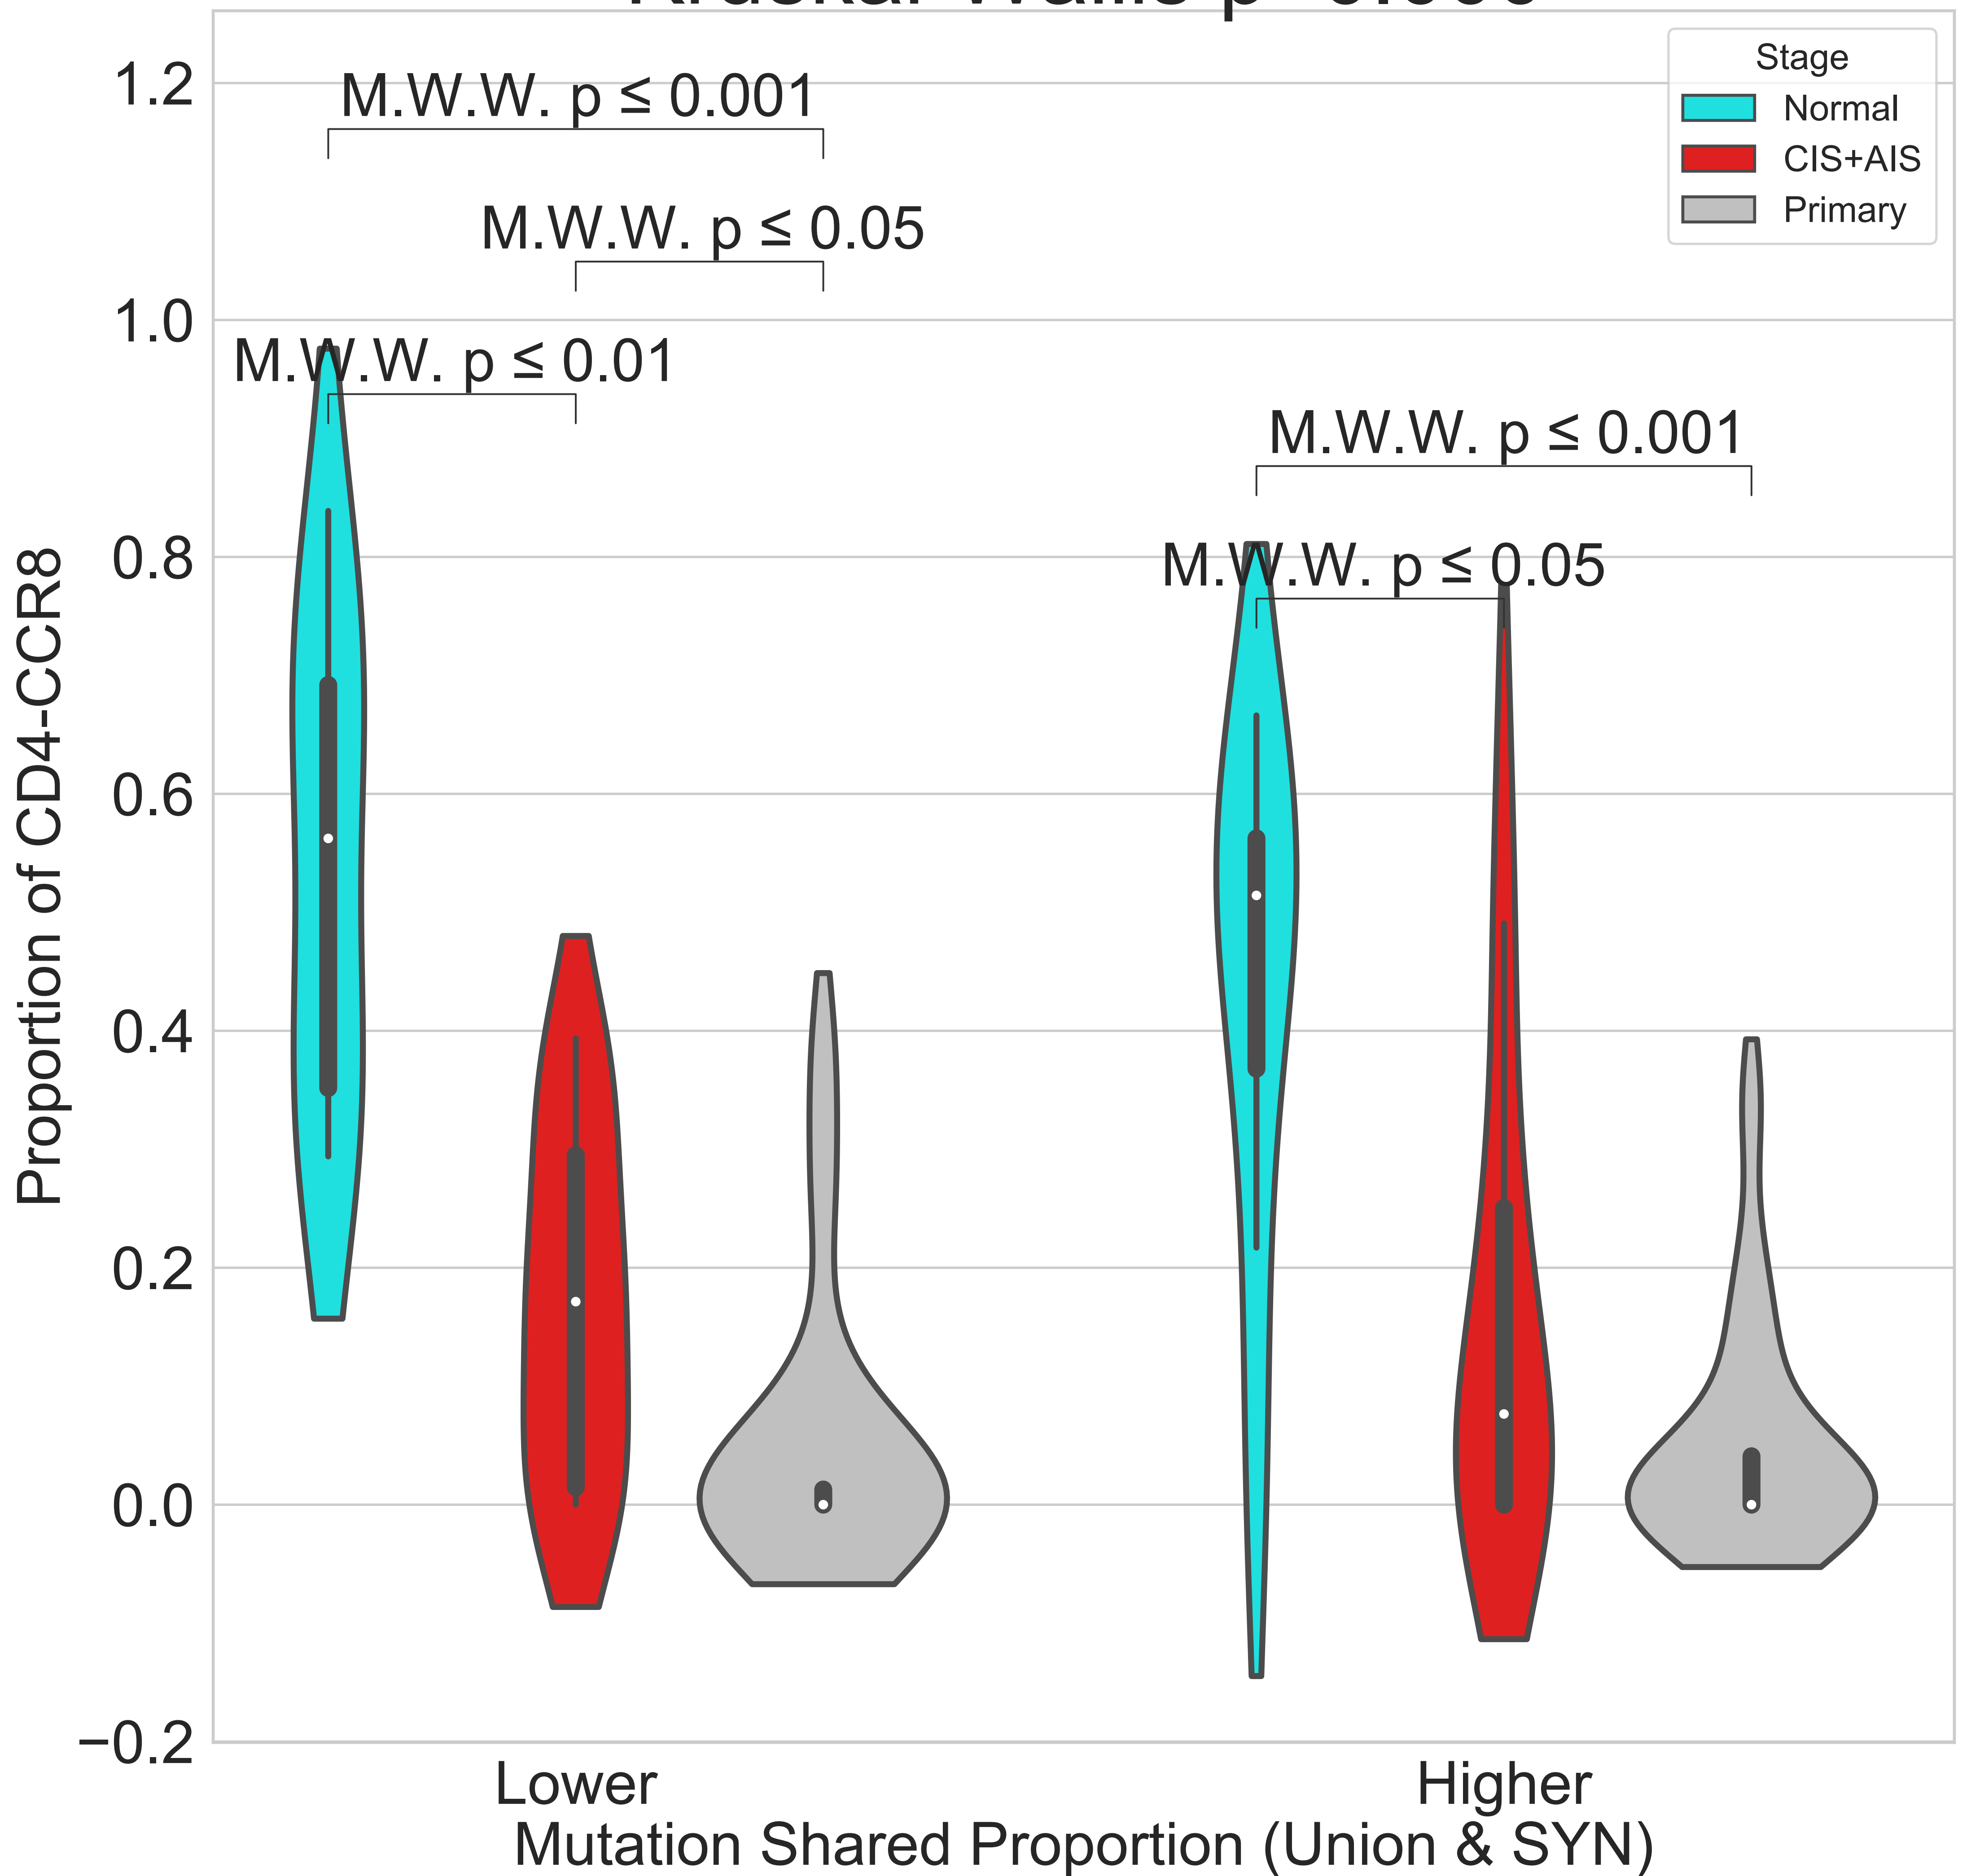 1.2
1.0
0.8
0.6
0.4
0.2
0.0
−0.2
Proportion of CD4-CCR8
M.W.W. p ≤ 0.001
M.W.W. p ≤ 0.05
M.W.W. p ≤ 0.01
M.W.W. p ≤ 0.001
M.W.W. p ≤ 0.05
Stage
Normal
CIS+AIS
Primary
Lower
Higher
Mutation Shared Proportion (Union & SYN)